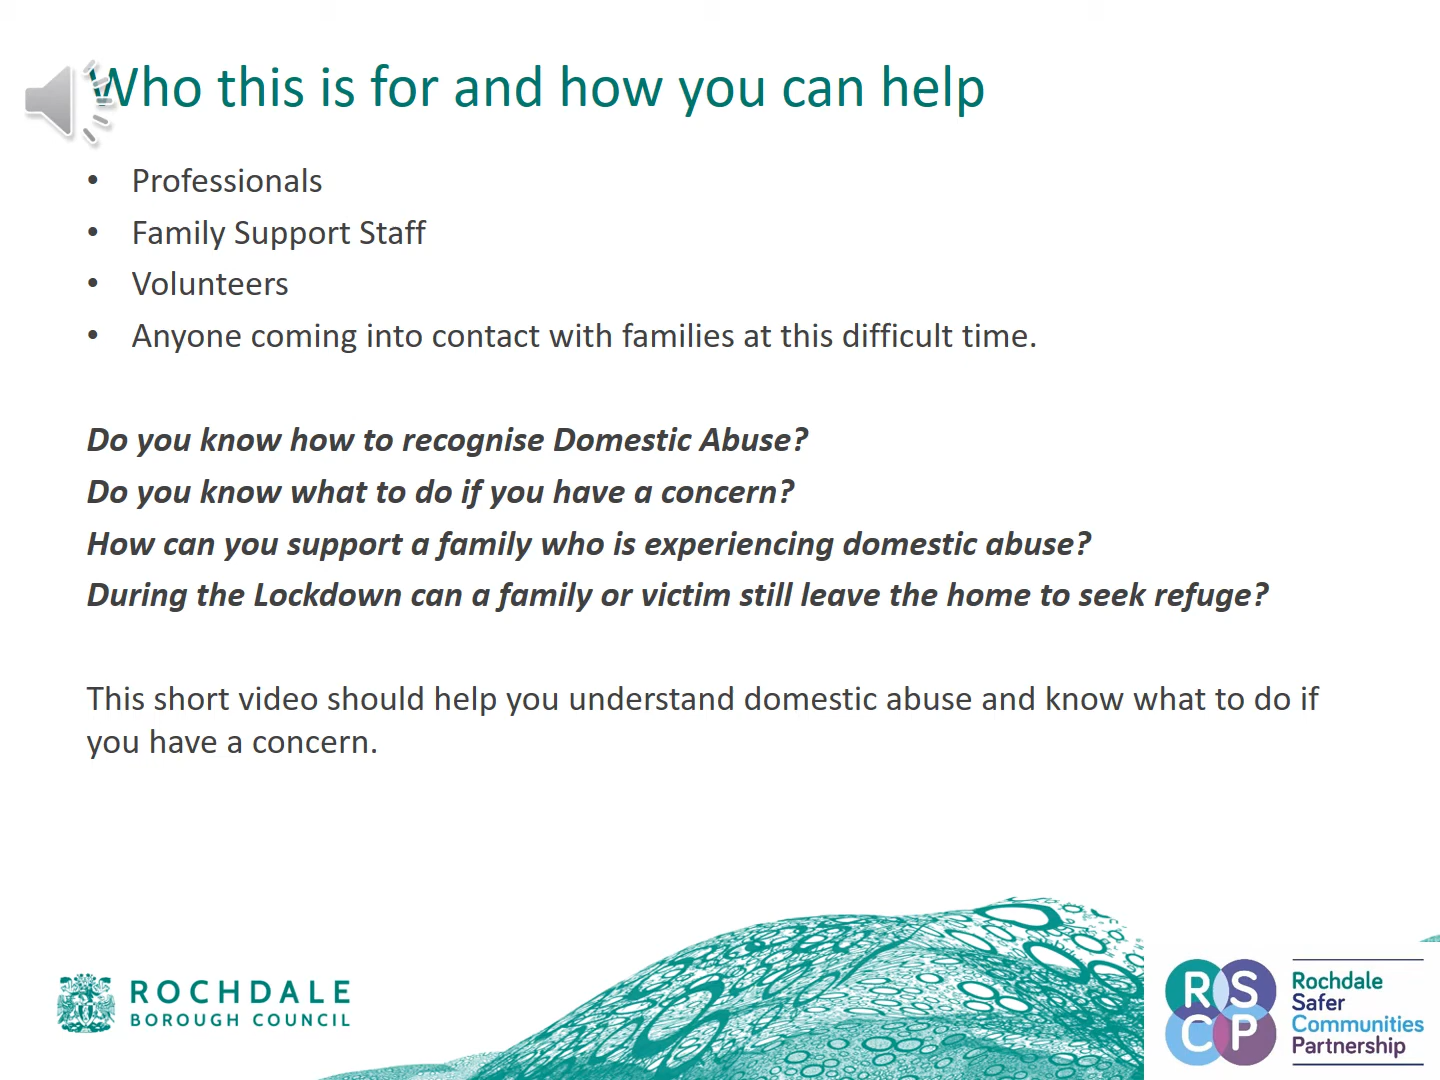 Who this is for and how you can help
• Professionals
• Family Support Staff
• Volunteers
• Anyone coming into contact with families at this difficult time.
Do you know how to recognise Domestic Abuse?
Do you know what to do if you have a concern?
How can you support a family who is experiencing domestic abuse?
During the Lockdown can a family or victim still leave the home to seek refuge?
This short video should help you understand domestic abuse and know what to do if
you have a concern.
ROCHDALE
BOROUGH COUNCIL
R S
C P
Rochdale
Safer
Communities
Partnership